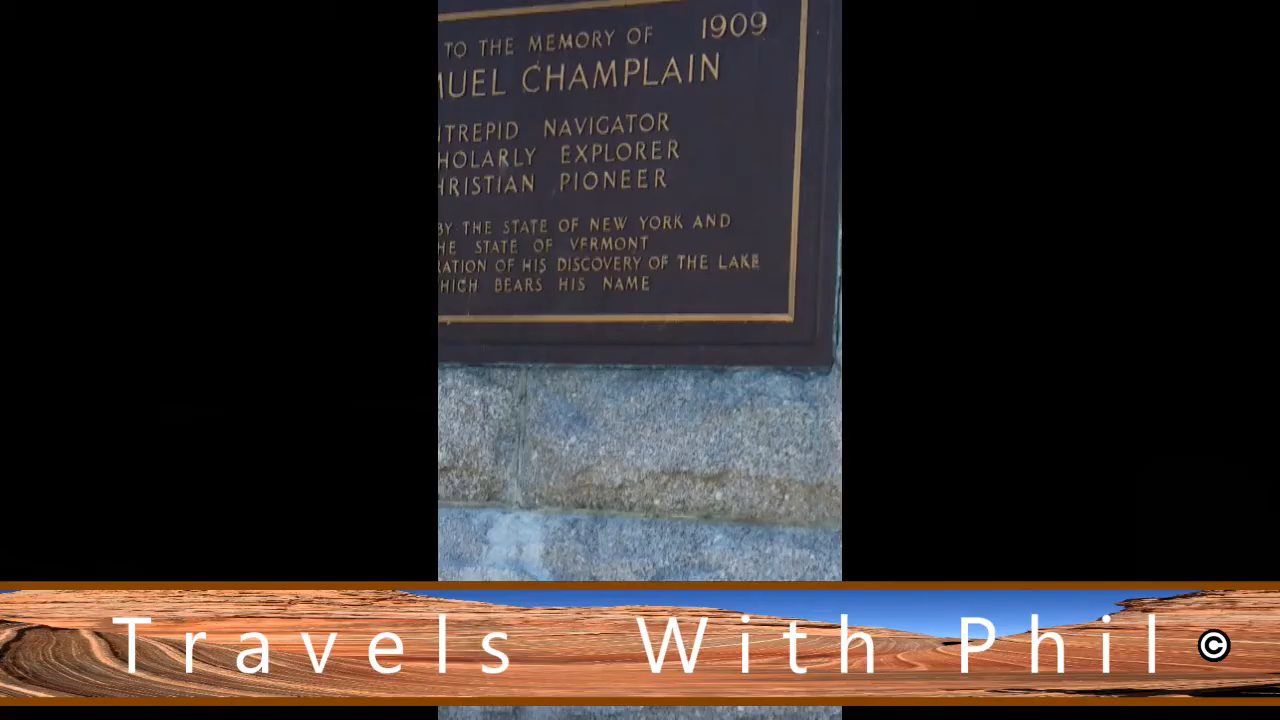 TO THE MEMORY OF 1909
MUEL CHAMPLAIN
NTREPID NAVIGATOR
HOLARLY EXPLORER
HRISTIAN PIONEER
BY THE STATE OF NEW YORK AND
HE STATE OF VERMONT
RATION OF HIS DISCOVERY OF THE LAKE
HICH BEARS HIS NAME
Travels With Phil ©